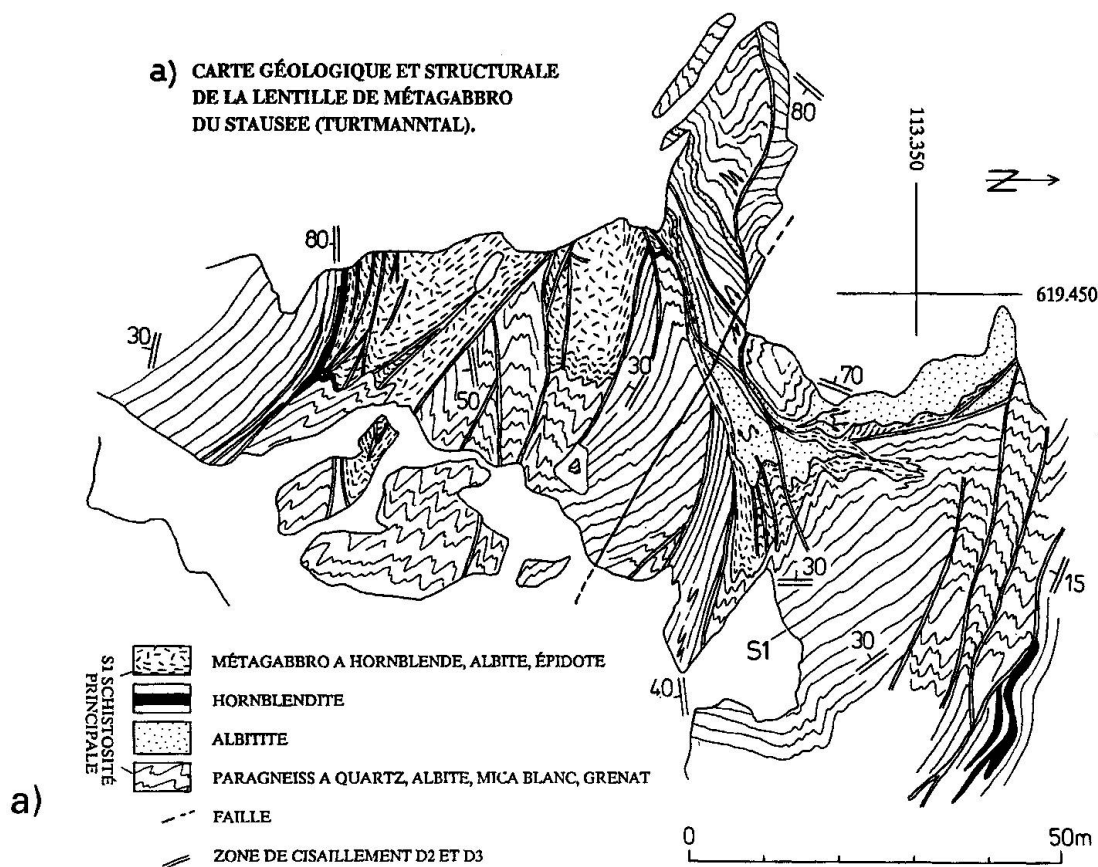 a) CARTE GÉOLOGIQUE ET STRUCTURALE
DE LA LENTILLE DE MÉTAGABBRO
DU STAUSEE (TURTMANNTAL).
80
113.350
N
80
619.450
30
30
50
70
30
15
S1
30
40
S1 SCHISTOSITÉ
PRINCIPALE
MÉTAGABBRO A HORNBLENDE, ALBITE, ÉPIDOTE
HORNBLENDITE
ALBITITE
PARAGNEISS A QUARTZ, ALBITE, MICA BLANC, GRENAT
FAILLE
ZONE DE CISAILLEMENT D2 ET D3
a)
0
50m